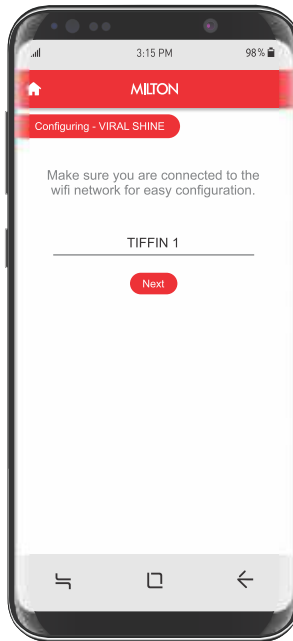 3:15 PM
98%
MILTON
Configuring - VIRAL SHINE
Make sure you are connected to the
wifi network for easy configuration.
TIFFIN 1
Next